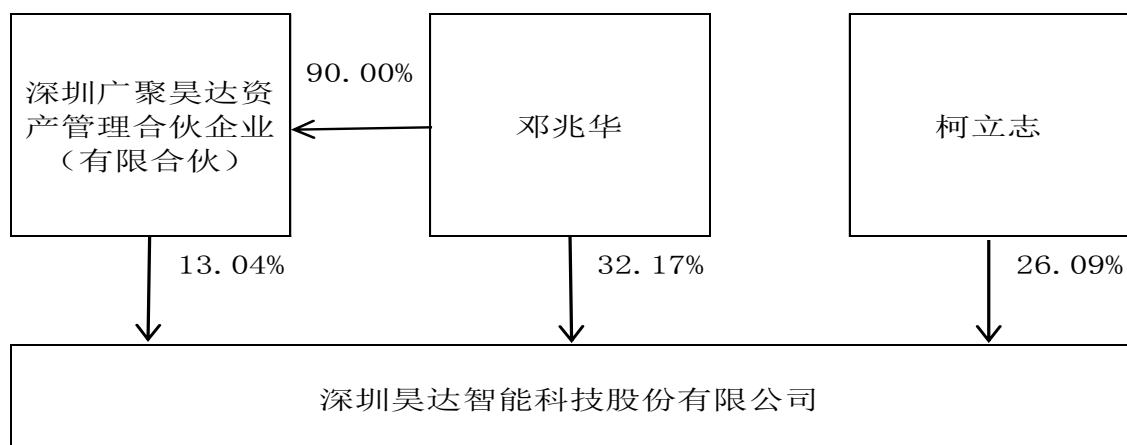 深圳广聚昊达资
产管理合伙企业
（有限合伙）
90.00%
邓兆华
柯立志
13.04%
32.17%
26.09%
深圳昊达智能科技股份有限公司